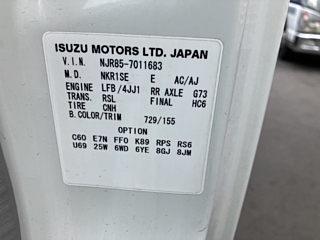 ISUZU MOTORS LTD. JAPAN
V.I.N. NJR85-7011683
M.D. NKR1SE E AC/AJ
ENGINE LFB/4JJ1 RR AXLE G73
TRANS. RSL FINAL HC6
TIRE CNH
B.COLOR/TRIM 729/155
OPTION
C60 E7N FF0 K89 RPS RS6
U69 25W 6WD 6YE 8GJ 8JM